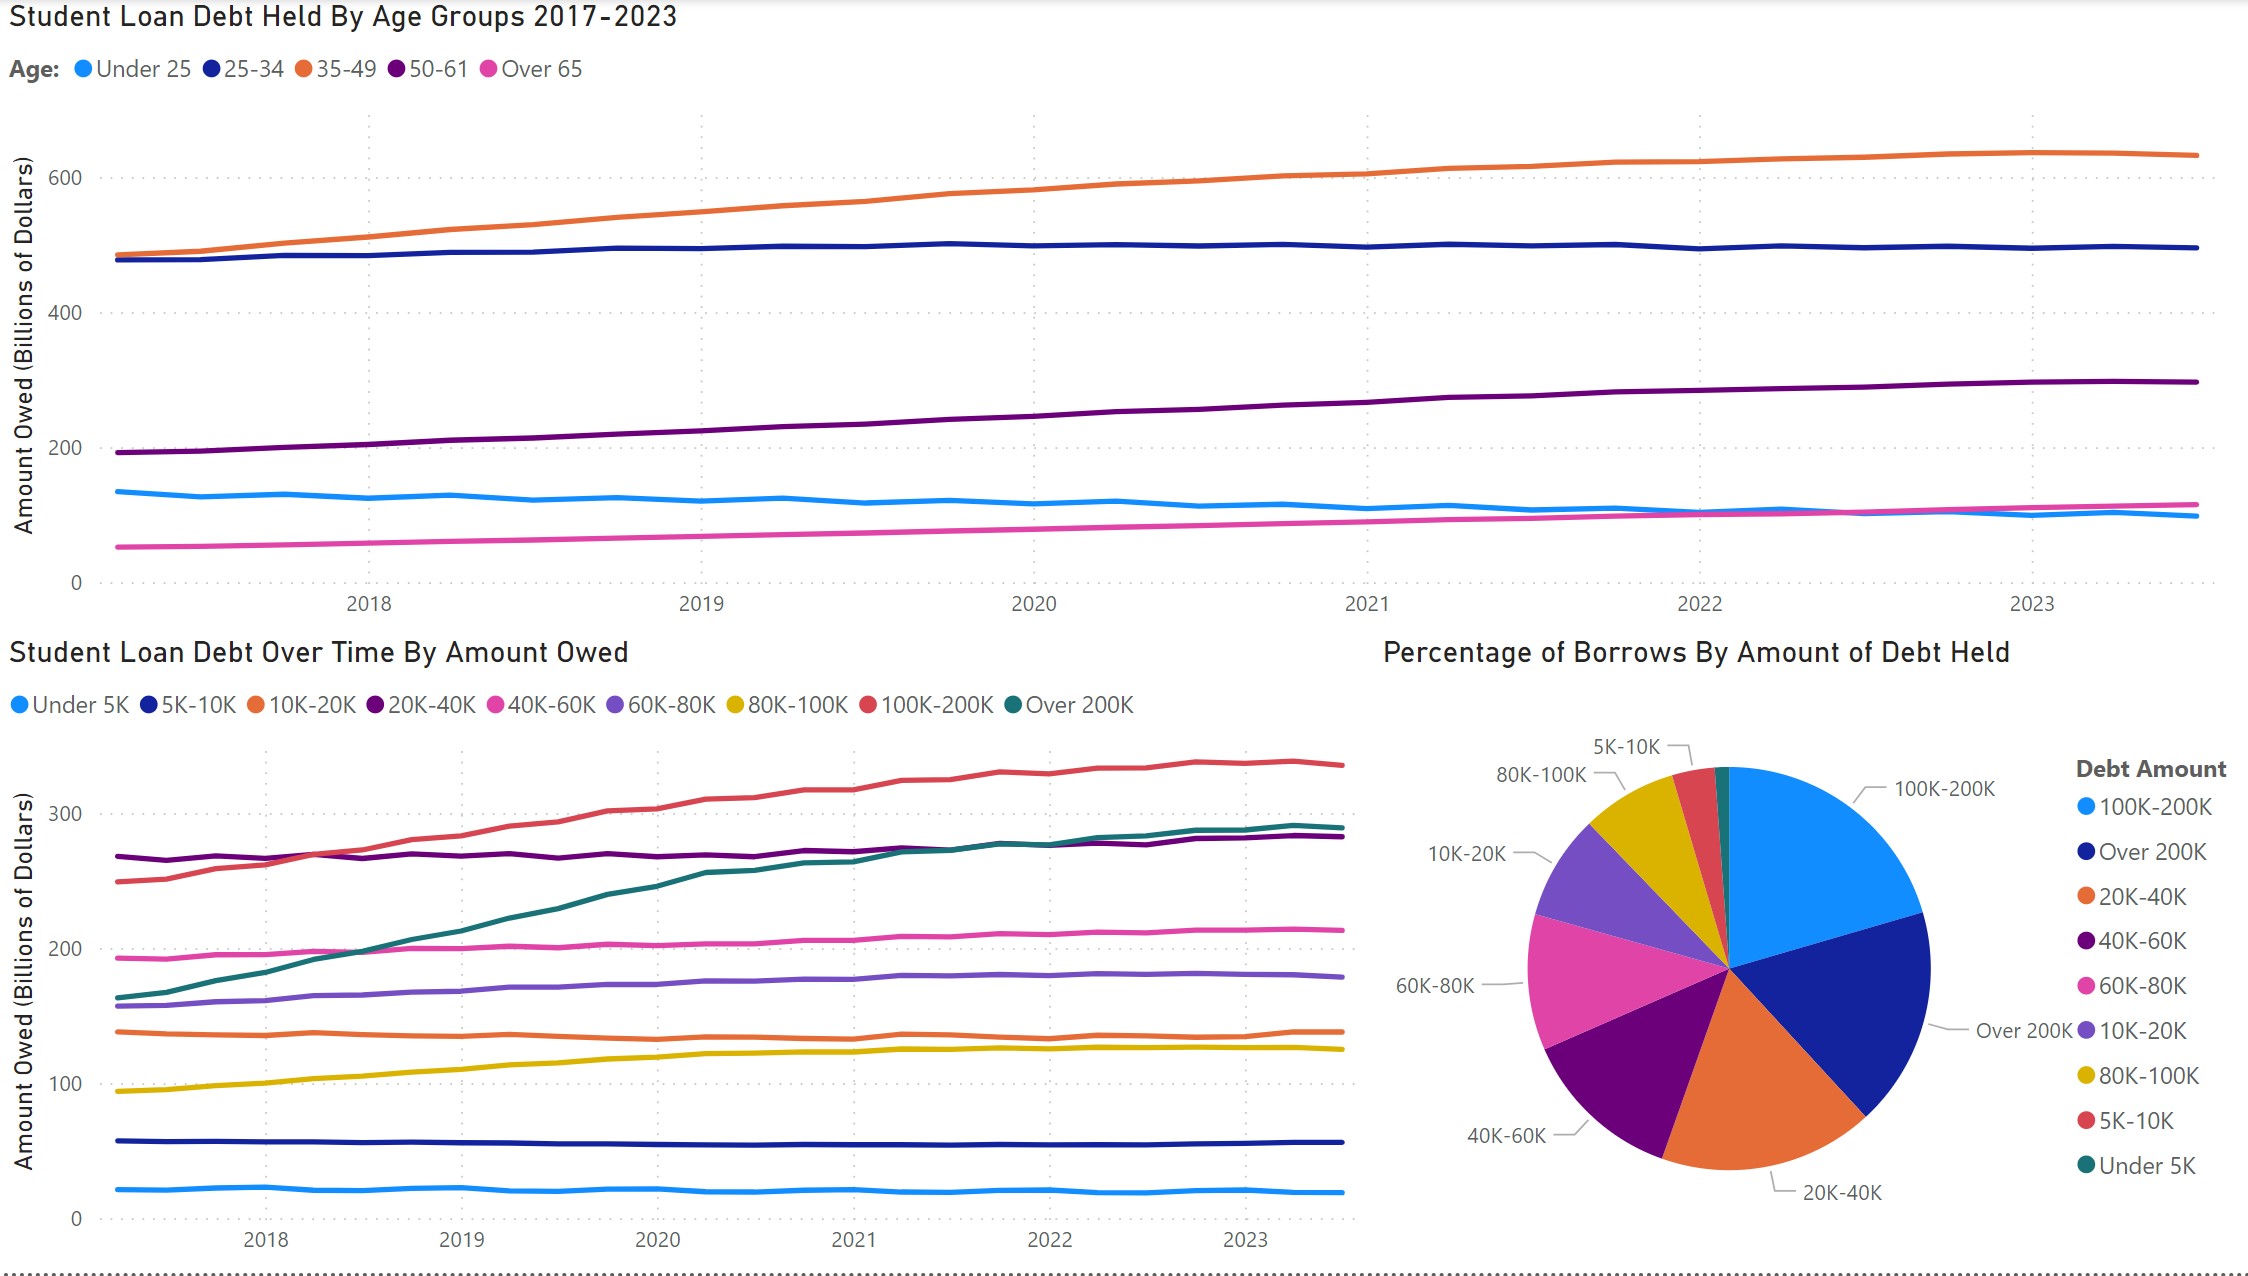 Student Loan Debt Held By Age Groups 2017-2023
Age: Under 25 25-34 35-49 50-61 Over 65
Amount Owed (Billions of Dollars)
600
400
200
0
2018 2019 2020 2021 2022 2023
Student Loan Debt Over Time By Amount Owed
Under 5K 5K-10K 10K-20K 20K-40K 40K-60K 60K-80K 80K-100K 100K-200K Over 200K
Amount Owed (Billions of Dollars)
300
200
100
0
2018 2019 2020 2021 2022 2023
Percentage of Borrows By Amount of Debt Held
5K-10K
80K-100K
100K-200K
10K-20K
60K-80K
Over 200K
40K-60K
20K-40K
Debt Amount
100K-200K
Over 200K
20K-40K
40K-60K
60K-80K
10K-20K
80K-100K
5K-10K
Under 5K